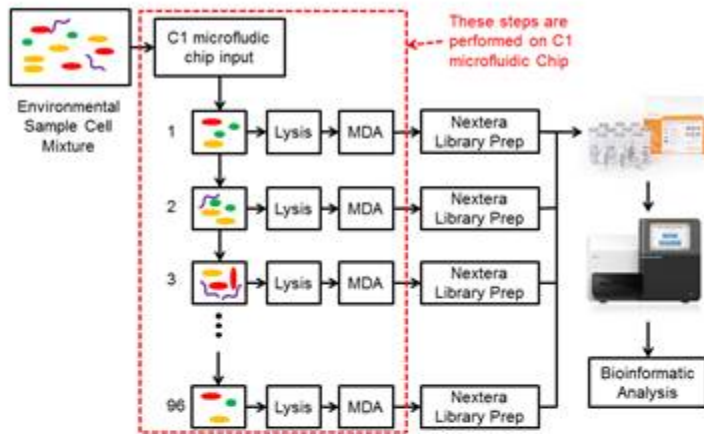 C1 microfludic
chip input
These steps are
performed on C1
microfluidic Chip
Environmental
Sample Cell
Mixture
1
Lysis
MDA
Nextera
Library Prep
2
Lysis
MDA
Nextera
Library Prep
3
Lysis
MDA
Nextera
Library Prep
96
Lysis
MDA
Nextera
Library Prep
Bioinformatic
Analysis